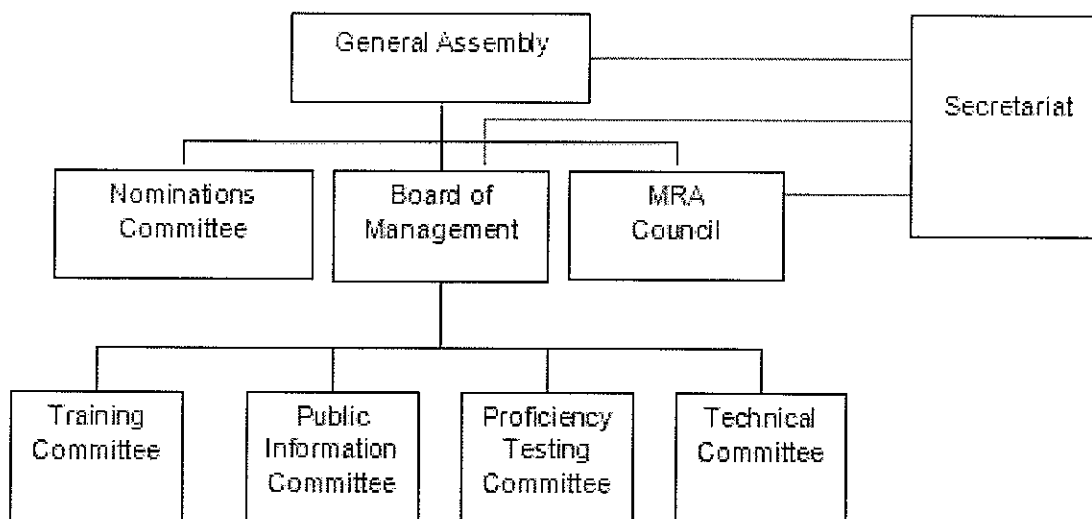 General Assembly
Secretariat
Nominations
Committee
Board of
Management
MRA
Council
Training
Committee
Public
Information
Committee
Proficiency
Testing
Committee
Technical
Committee